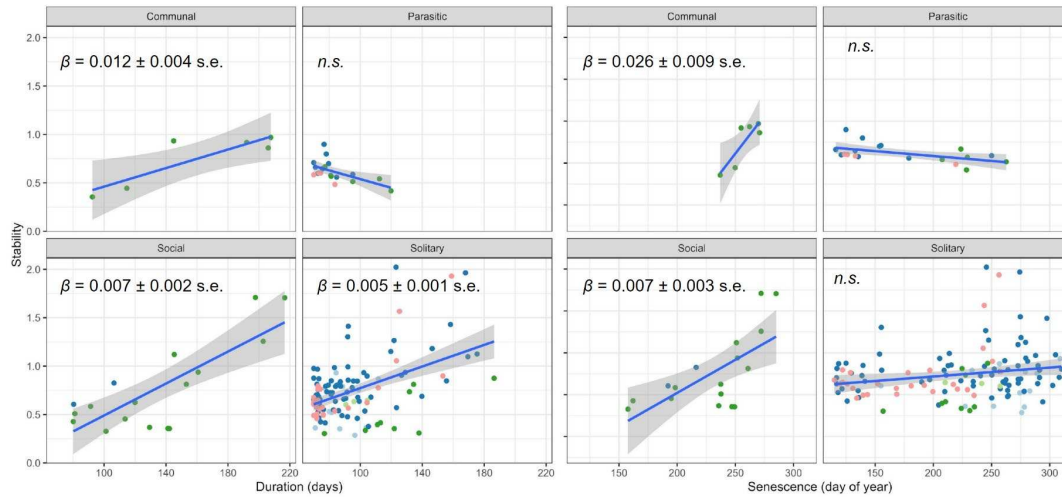 Communal Parasitic Communal Parasitic
2.0
β = 0.012 ± 0.004 s.e. n.s. β = 0.026 ± 0.009 s.e. n.s.
1.5
1.0
0.5
0.0
Stability
Social Solitary Social Solitary
2.0
β = 0.007 ± 0.002 s.e. β = 0.005 ± 0.001 s.e. β = 0.007 ± 0.003 s.e. n.s.
1.5
1.0
0.5
0.0
100 140 180 220 100 140 180 220 150 200 250 300 150 200 250 300
Duration (days) Senescence (day of year)